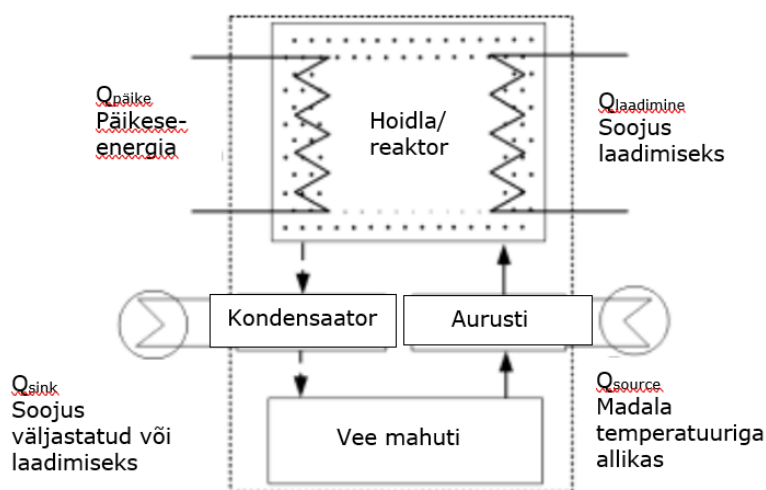 Qpäike
Päikese-
energia
Hoidla/
reaktor
Qlaadimine
Soojus
laadimiseks
Kondensaator
Aurusti
Qsink
Soojus
väljastatud või
laadimiseks
Vee mahuti
Qsource
Madala
temperatuuriga
allikas